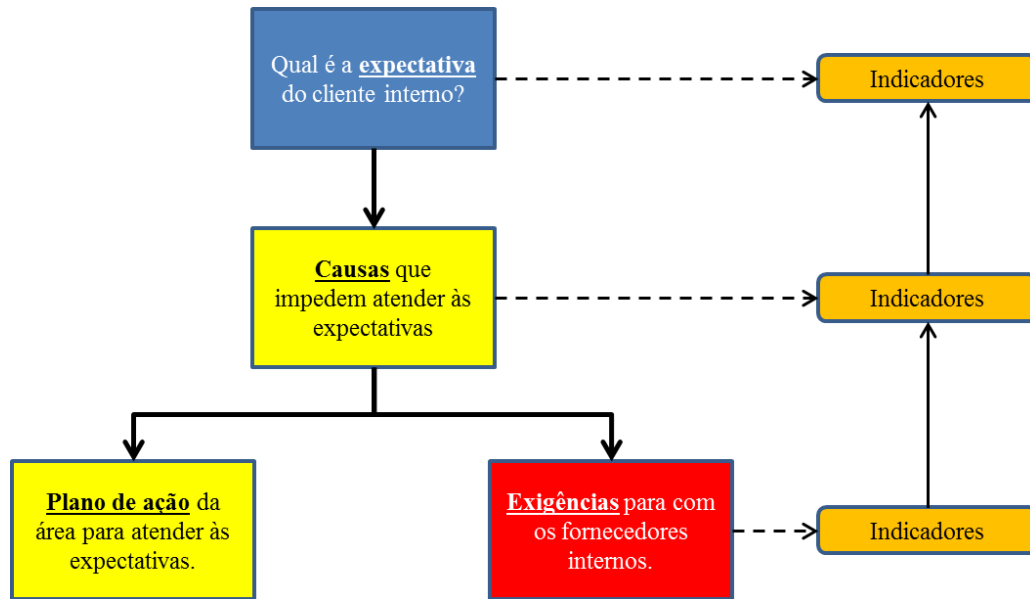 Qual é a expectativa
do cliente interno?
Indicadores
Causas que
impedem atender às
expectativas
Indicadores
Plano de ação da
área para atender às
expectativas.
Exigências para com
os fornecedores
internos.
Indicadores